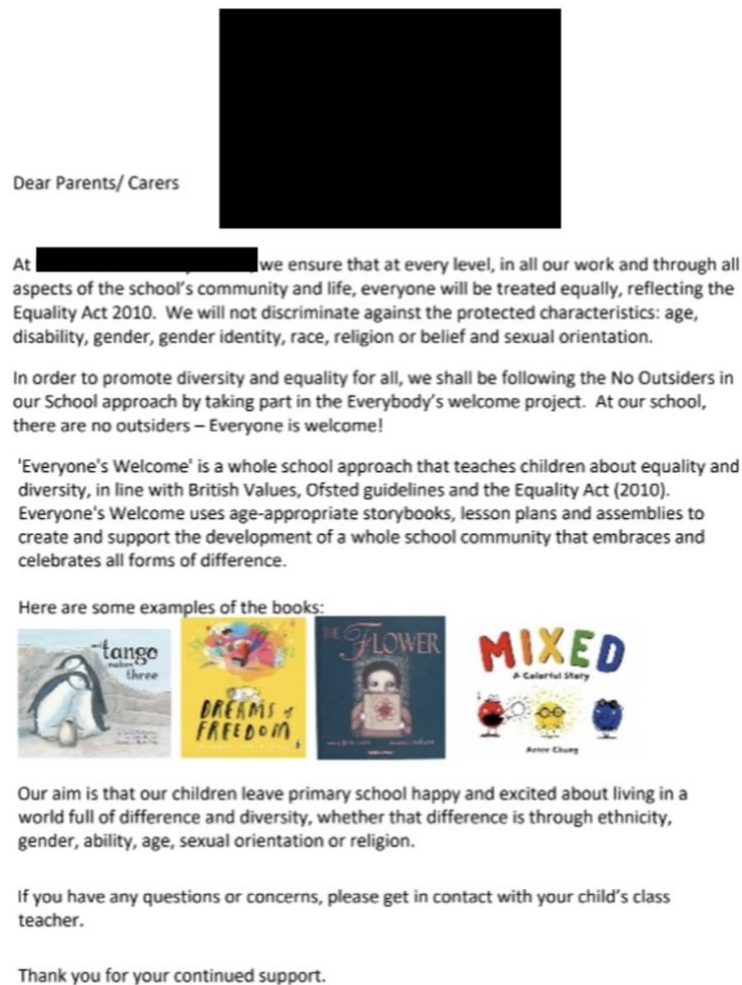 Dear Parents/ Carers
At we ensure that at every level, in all our work and through all
aspects of the school's community and life, everyone will be treated equally, reflecting the
Equality Act 2010. We will not discriminate against the protected characteristics: age,
disability, gender, gender identity, race, religion or belief and sexual orientation.
In order to promote diversity and equality for all, we shall be following the No Outsiders in
our School approach by taking part in the Everybody's welcome project. At our school,
there are no outsiders – Everyone is welcome!
'Everyone's Welcome' is a whole school approach that teaches children about equality and
diversity, in line with British Values, Ofsted guidelines and the Equality Act (2010).
Everyone's Welcome uses age-appropriate storybooks, lesson plans and assemblies to
create and support the development of a whole school community that embraces and
celebrates all forms of difference.
Here are some examples of the books:
tango
makes
three
DREAMS of
FREEDOM
THE FLOWER
MIXED
A Colorful Story
Arree Chung
Our aim is that our children leave primary school happy and excited about living in a
world full of difference and diversity, whether that difference is through ethnicity,
gender, ability, age, sexual orientation or religion.
If you have any questions or concerns, please get in contact with your child's class
teacher.
Thank you for your continued support.